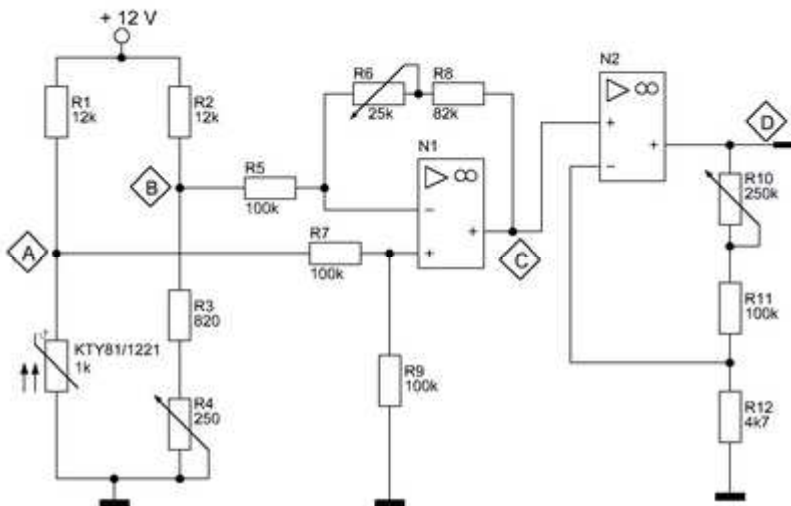 + 12 V
R1
12k
R2
12k
R6
25k
R8
82k
N1
▷ ∞
N2
▷ ∞
B
R5
100k
A
R7
100k
C
D
R10
250k
R3
820
KTY81/1221
1k
R4
250
R9
100k
R11
100k
R12
4k7